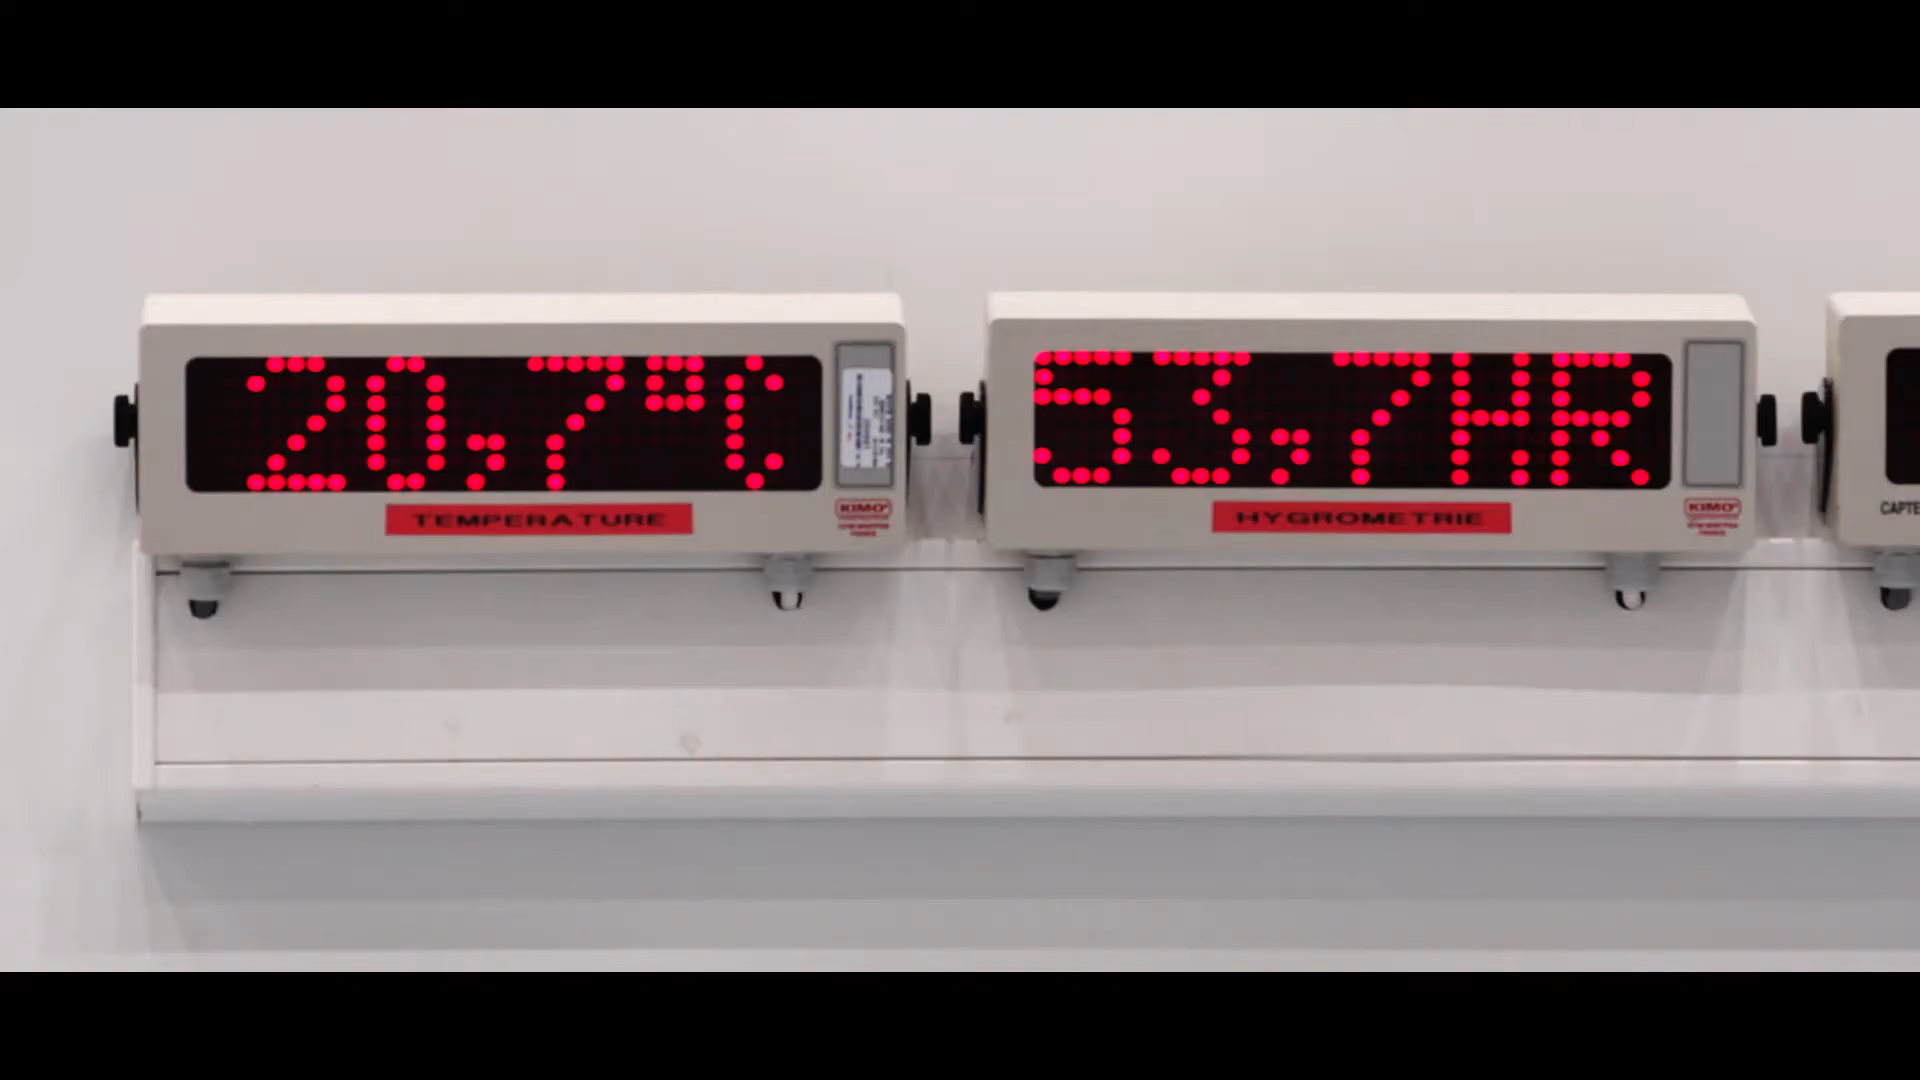 20,7°C
TEMPERATURE
KIMO
53,7HR
HYGROMETRIE
KIMO
CAPTE